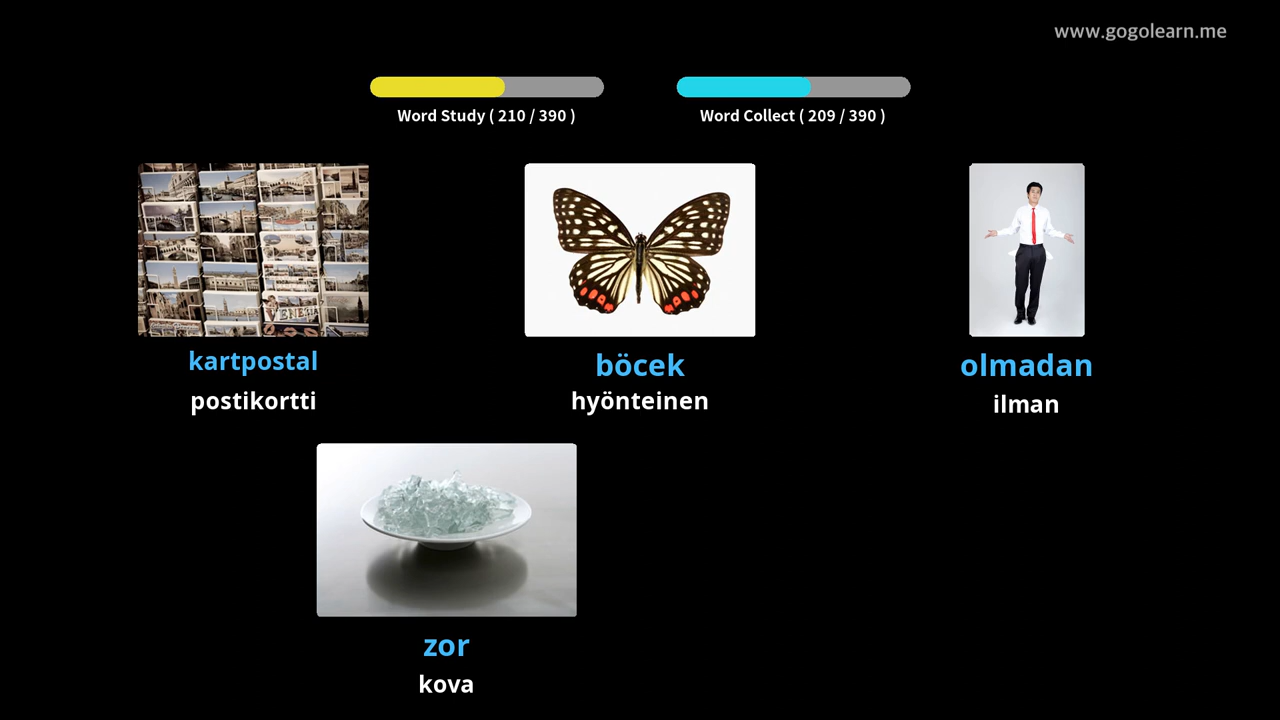 www.gogolearn.me
Word Study ( 210 / 390 )
Word Collect ( 209 / 390 )
kartpostal
postikortti
böcek
hyönteinen
olmadan
ilman
zor
kova